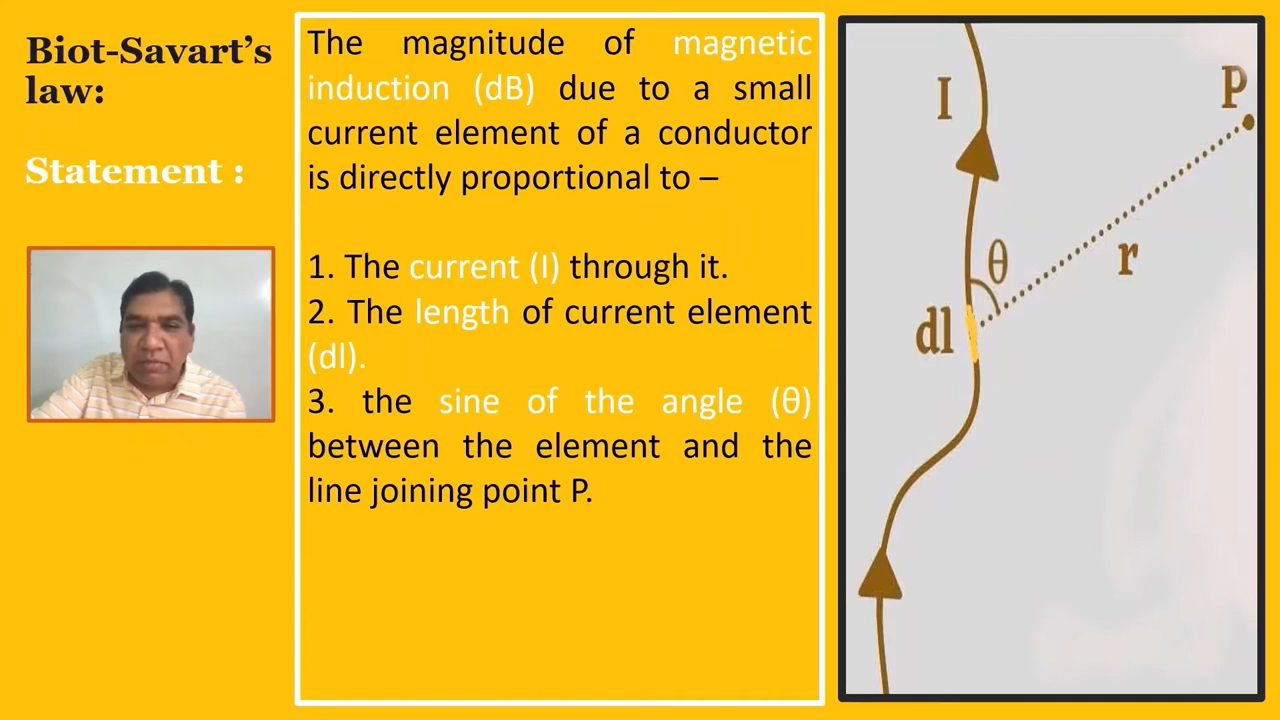 Biot-Savart’s
law:
Statement :
The magnitude of magnetic
induction (dB) due to a small
current element of a conductor
is directly proportional to –
1. The current (I) through it.
2. The length of current element
(dl).
3. the sine of the angle (θ)
between the element and the
line joining point P.
I
P
θ
r
dl